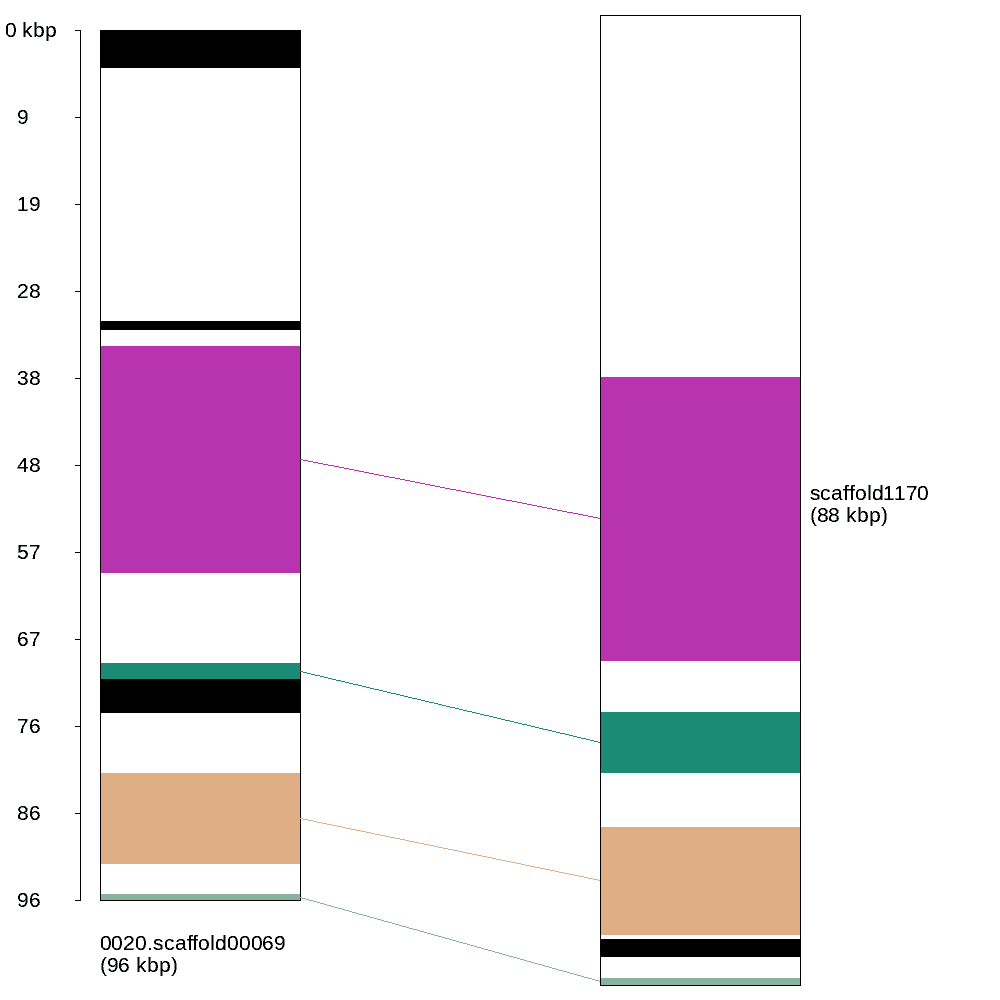 0 kbp
9
19
28
38
48
57
67
76
86
96
scaffold1170
(88 kbp)
0020.scaffold00069
(96 kbp)